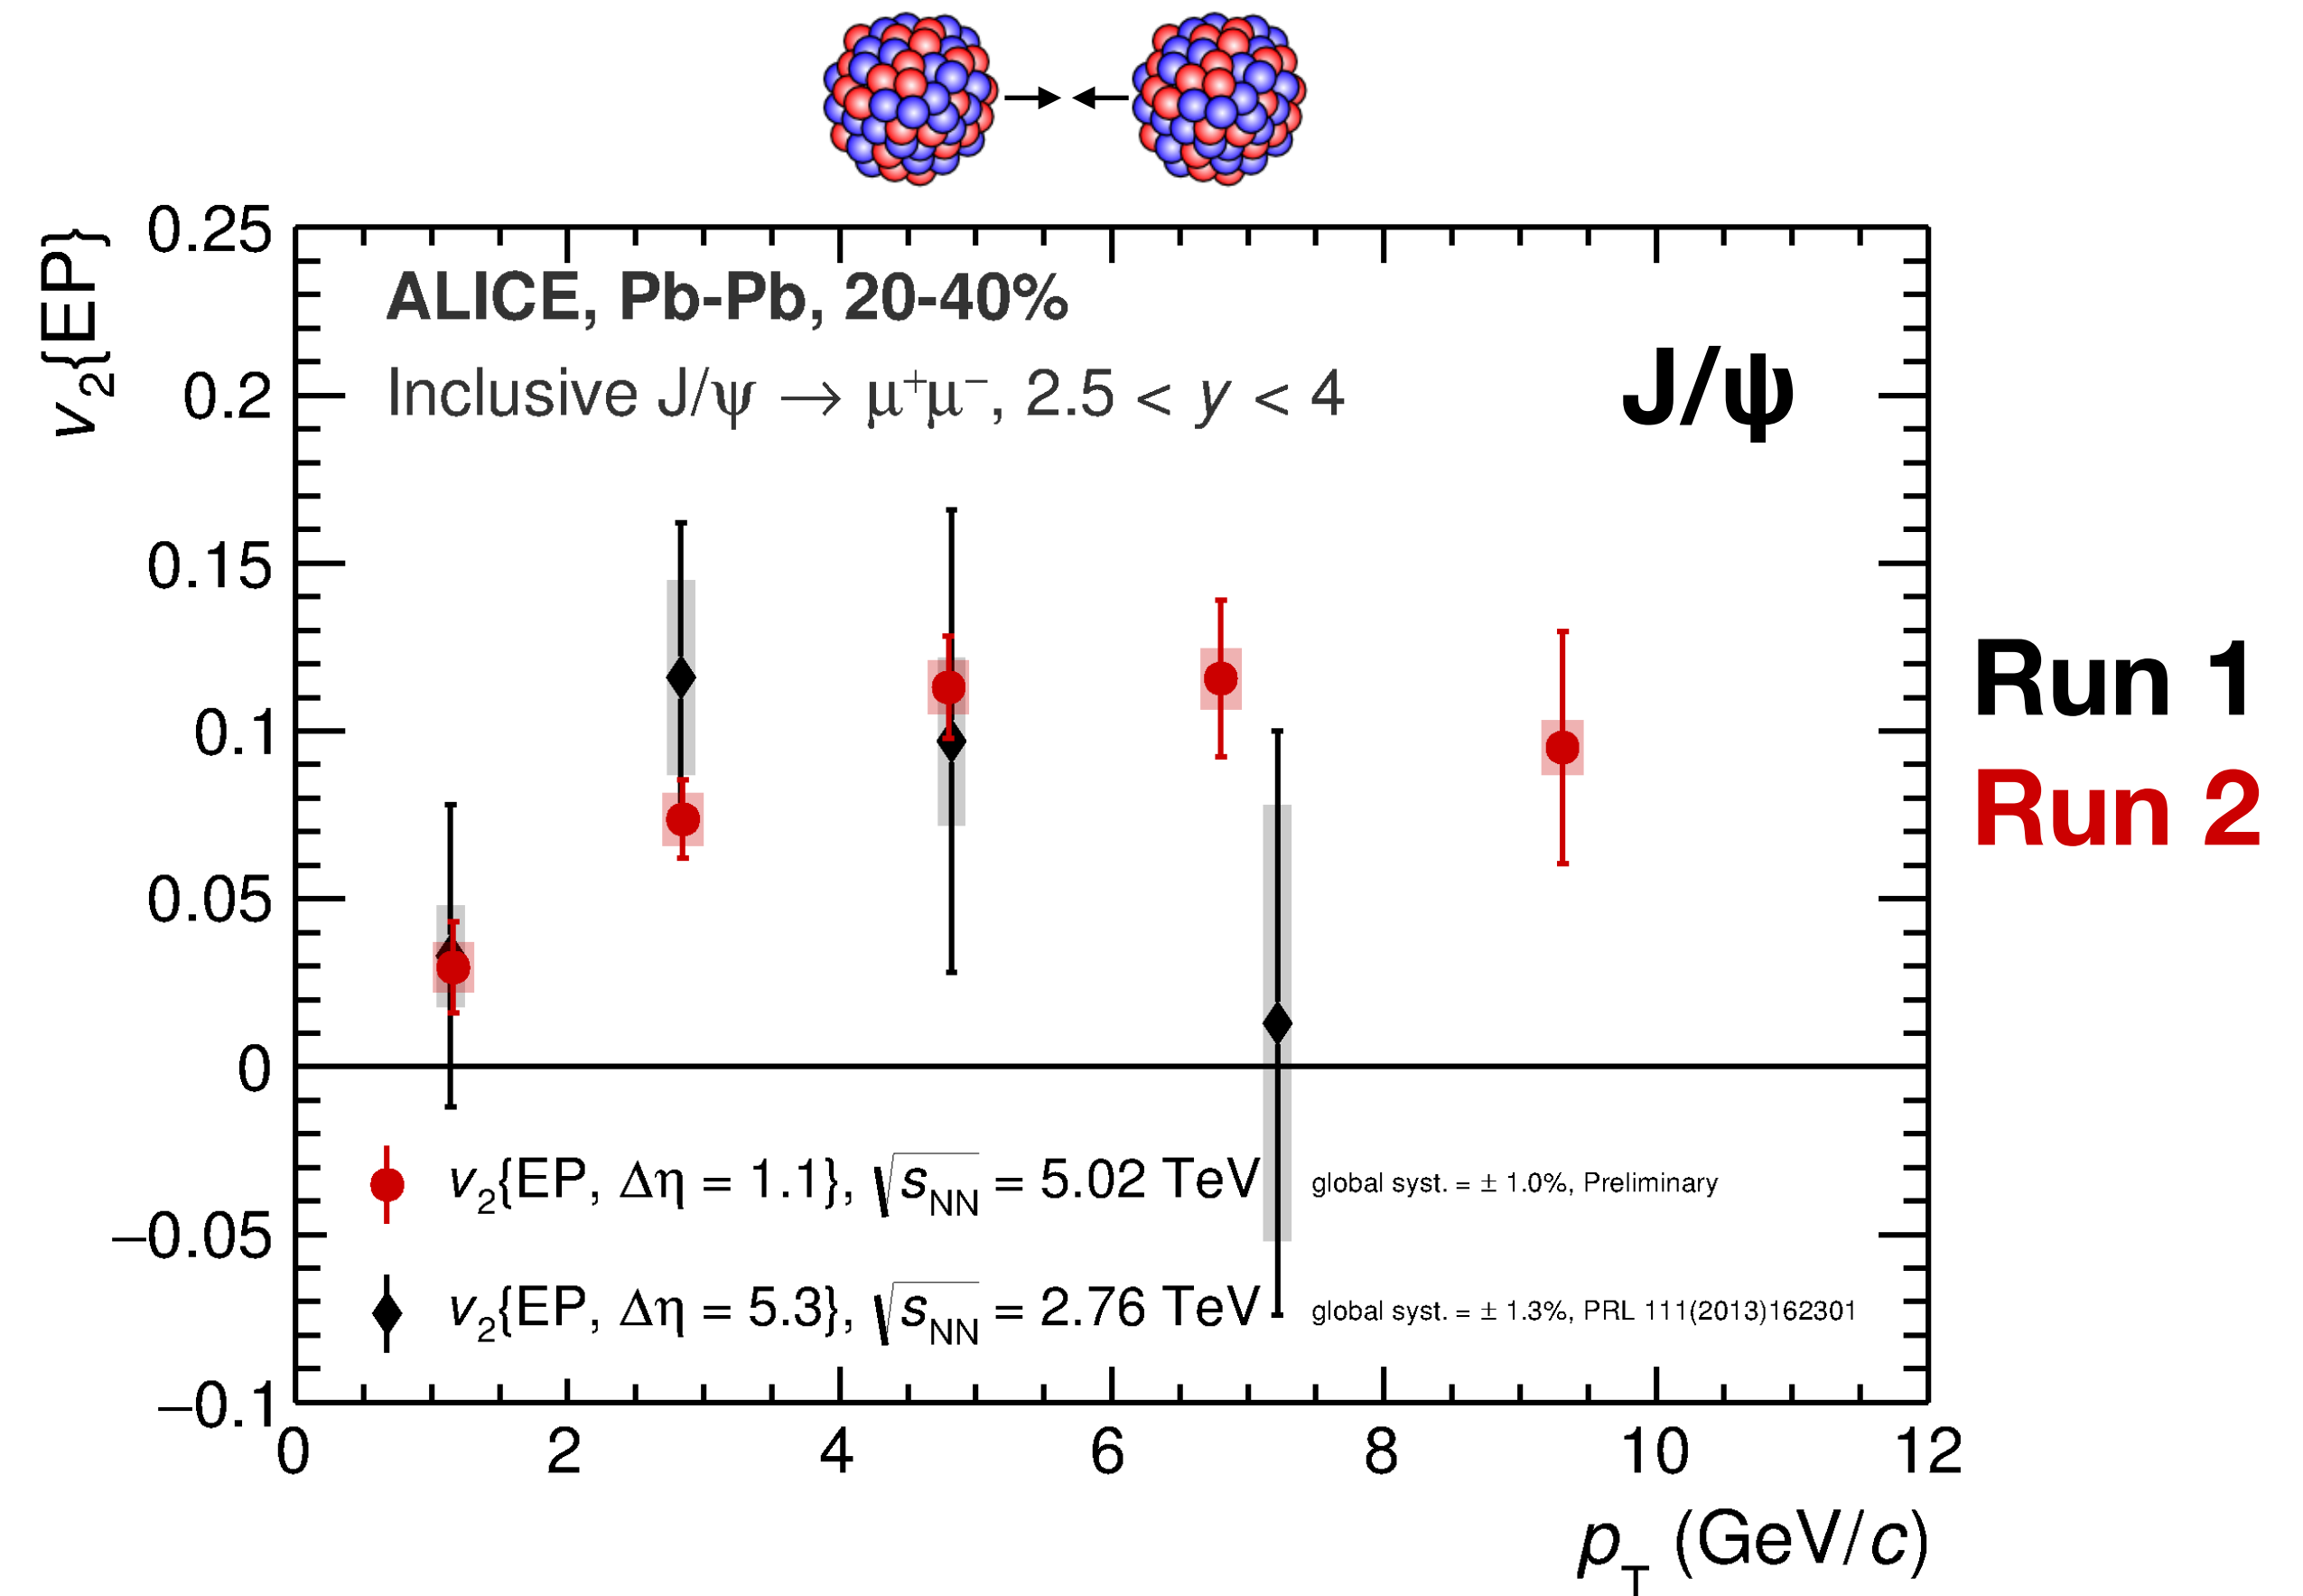 v2{EP}
0.25
0.2
0.15
0.1
0.05
0
−0.05
−0.1
ALICE, Pb-Pb, 20-40%
Inclusive J/ψ → μ⁺μ⁻, 2.5 < y < 4
J/ψ
Run 1
Run 2
v2{EP, Δη = 1.1}, √sNN = 5.02 TeV global syst. = ± 1.0%, Preliminary
v2{EP, Δη = 5.3}, √sNN = 2.76 TeV global syst. = ± 1.3%, PRL 111(2013)162301
0 2 4 6 8 10 12
pT (GeV/c)